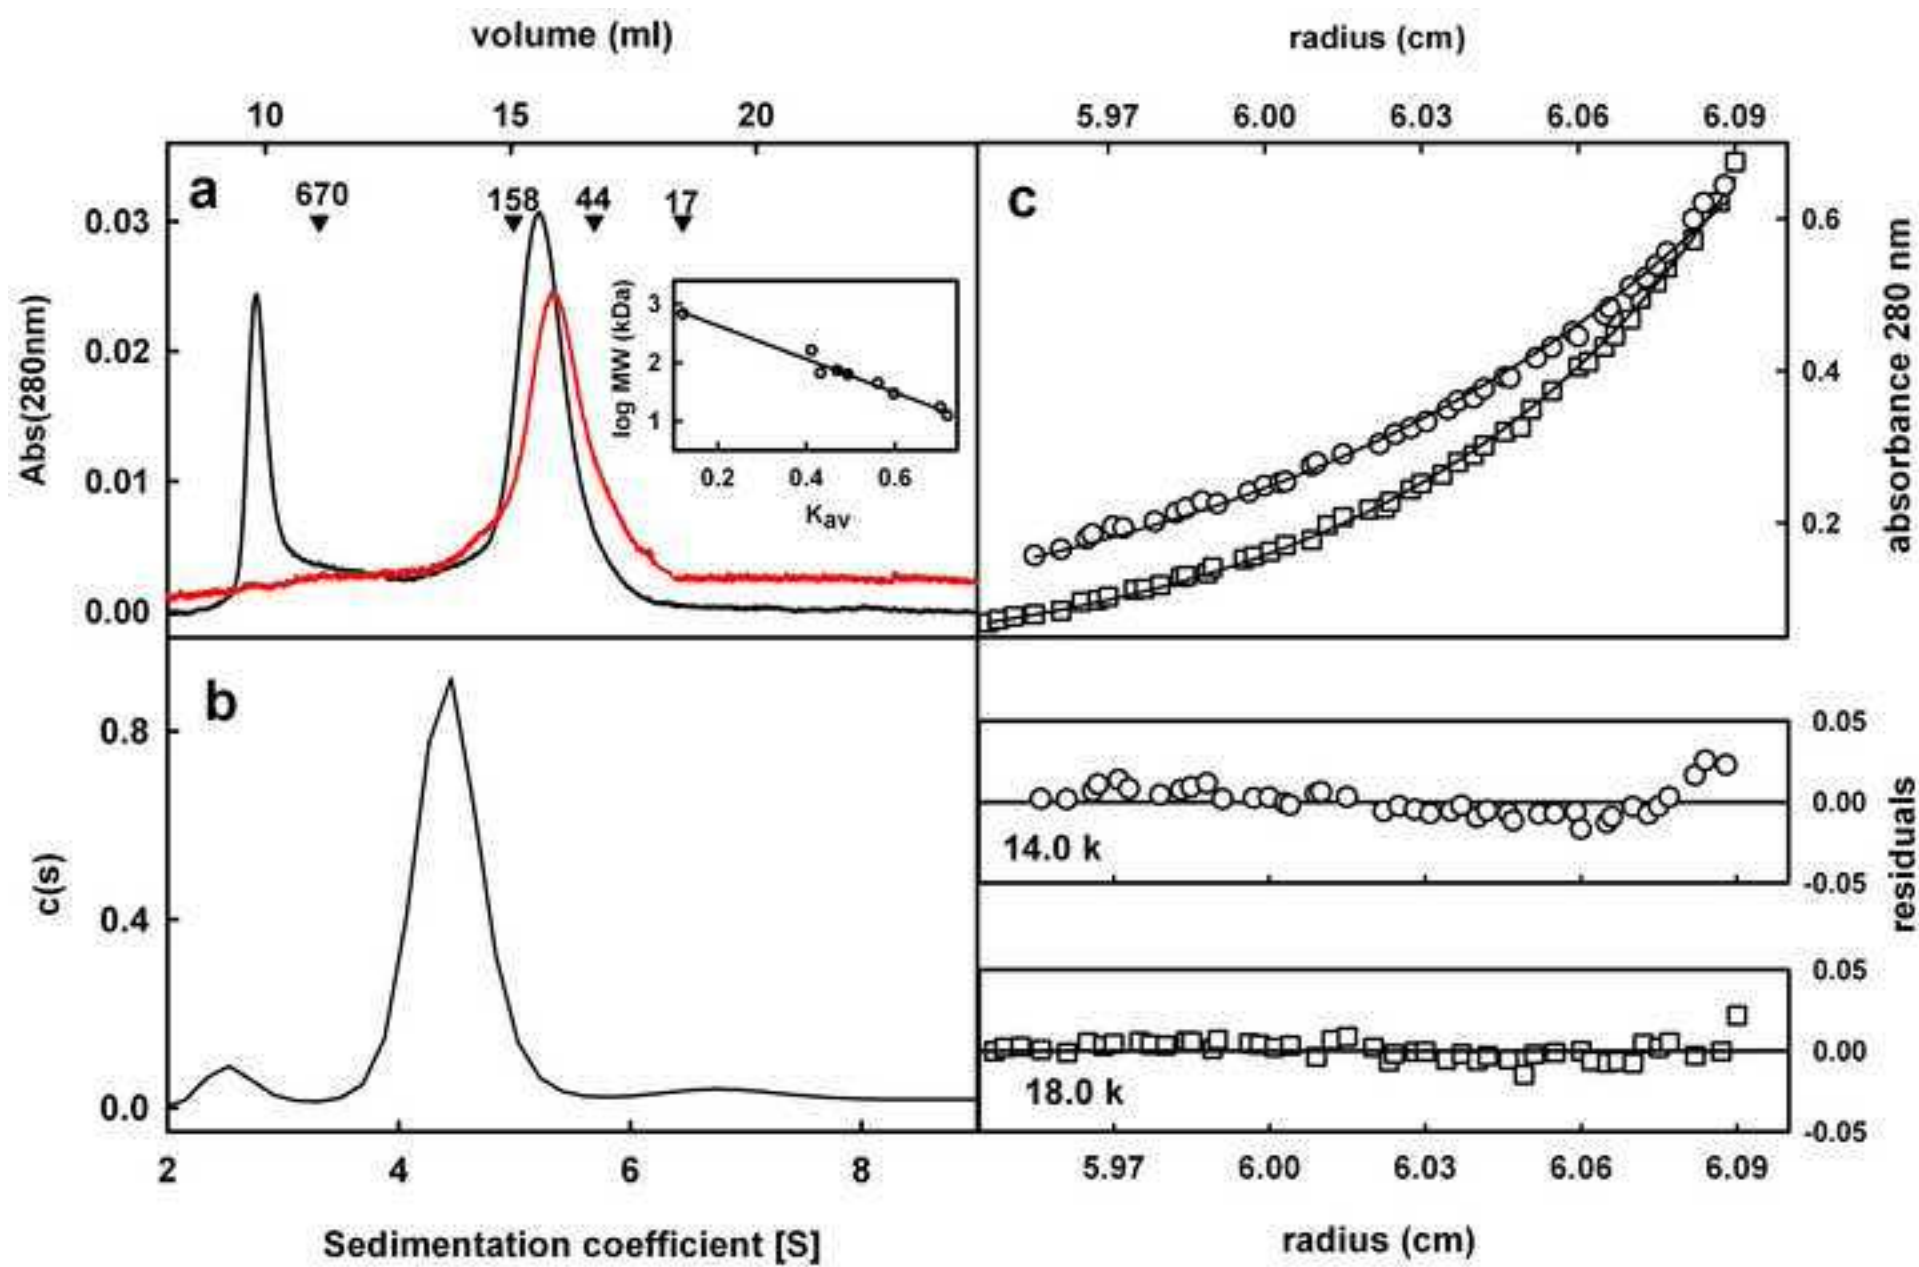 volume (ml)
radius (cm)
10 15 20
5.97 6.00 6.03 6.06 6.09
a
670 158 44 17
c
0.03
0.02
0.01
0.00
Abs(280nm)
log MW (kDa)
3
2
1
0.2 0.4 0.6
Kav
0.6
0.4
0.2
absorbance 280 nm
b
0.8
0.4
0.0
c(s)
2 4 6 8
Sedimentation coefficient [S]
0.05
0.00
-0.05
14.0 k
residuals
0.05
0.00
-0.05
18.0 k
5.97 6.00 6.03 6.06 6.09
radius (cm)